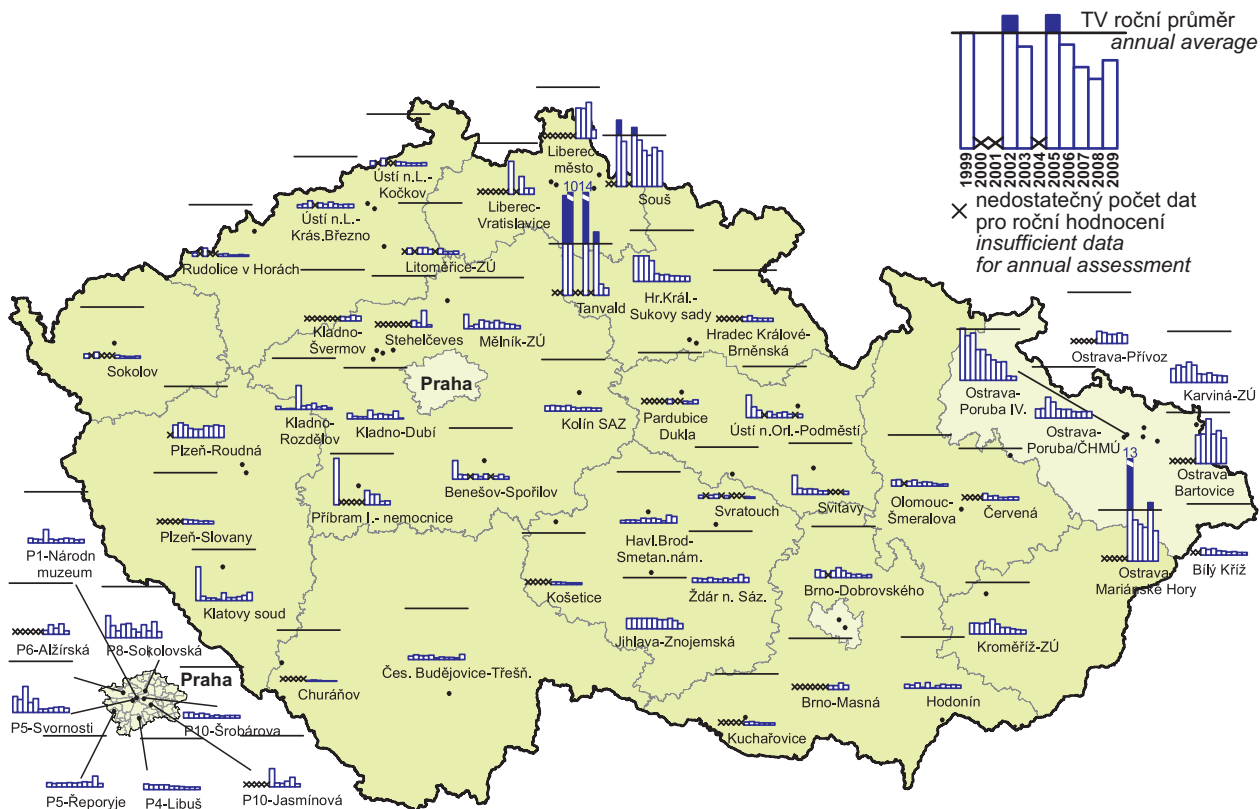 TV roční průměr
annual average
1999
2000
2001
2002
2003
2004
2005
2006
2007
2008
2009
× nedostatečný počet dat
pro roční hodnocení
insufficient data
for annual assessment
Liberec-
město
Ústí n.L.-
Kočkov
1014
Souš
Liberec-
Vratislavice
Ústí n.L.-
Krás.Březno
Rudolice v Horách
Litoměřice-ZÚ
Tanvald
Hr.Král.-
Sukovy sady
Kladno-
Švermov
Stehelčeves
Mělník-ZÚ
Hradec Králové-
Brněnská
Ostrava-Přívoz
Sokolov
Praha
Ostrava-
Poruba IV.
Karviná-ZÚ
Kladno-
Rozdělov
Kladno-Dubí
Kolín SAZ
Pardubice
Dukla
Ústí n.Orl.-Podměstí
Ostrava-
Poruba/ČHMÚ
Plzeň-Roudná
13
Ostrava-
Bartovice
Benešov-Spořilov
Příbram I.- nemocnice
Svratouch
Svitavy
Olomouc-
Šmeralova
Červená
Plzeň-Slovany
Havl.Brod-
Smetan.nám.
P1-Národn
muzeum
Bílý Kříž
Ostrava-
Mariánské Hory
Klatovy soud
Košetice
Žďár n. Sáz.
Brno-Dobrovského
P6-Alžírská
P8-Sokolovská
Jihlava-Znojemská
Kroměříž-ZÚ
Praha
Čes. Budějovice-Třešň.
Churáňov
P5-Svornosti
P10-Šrobárova
Brno-Masná
Hodonín
Kuchařovice
P5-Řeporyje
P4-Libuš
P10-Jasmínová